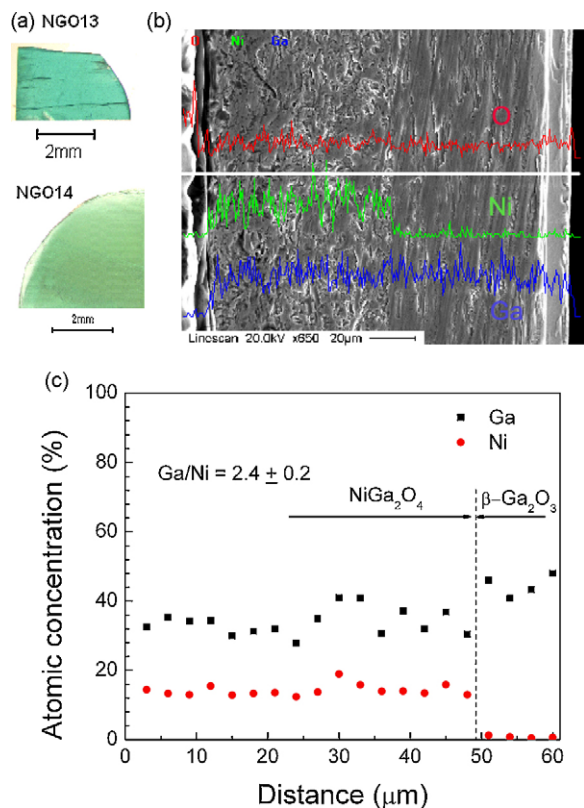 (a) NGO13
2mm
NGO14
2mm
(b)
O Ni Ga
O
Ni
Ga
Linescan 20.0kV x650 20µm
(c)
100
80
60
40
20
0
Atomic concentration (%)
Ga
Ni
Ga/Ni = 2.4 ± 0.2
NiGa₂O₄
β−Ga₂O₃
0 10 20 30 40 50 60
Distance (µm)